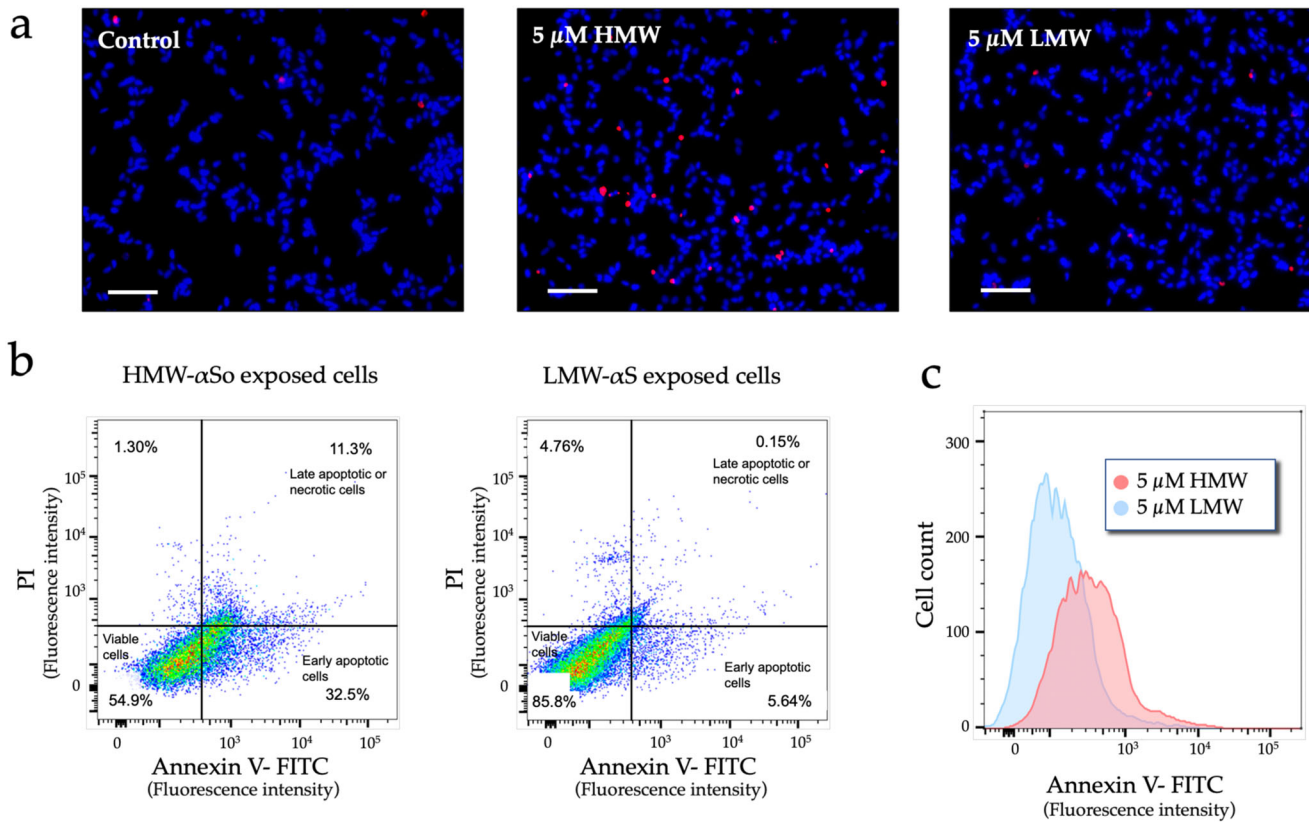 a
Control
5 μM HMW
5 μM LMW
b
HMW-αSo exposed cells
1.30%
11.3%
Late apoptotic or
necrotic cells
PI
(Fluorescence intensity)
10⁵
10⁴
10³
0
Viable
cells
54.9%
Early apoptotic
cells
32.5%
0
10³
10⁴
10⁵
Annexin V- FITC
(Fluorescence intensity)
LMW-αS exposed cells
4.76%
0.15%
Late apoptotic or
necrotic cells
PI
(Fluorescence intensity)
10⁵
10⁴
10³
0
Viable
cells
85.8%
Early apoptotic
cells
5.64%
0
10³
10⁴
10⁵
Annexin V- FITC
(Fluorescence intensity)
c
Cell count
300
200
100
0
5 μM HMW
5 μM LMW
0
10³
10⁴
10⁵
Annexin V- FITC
(Fluorescence intensity)